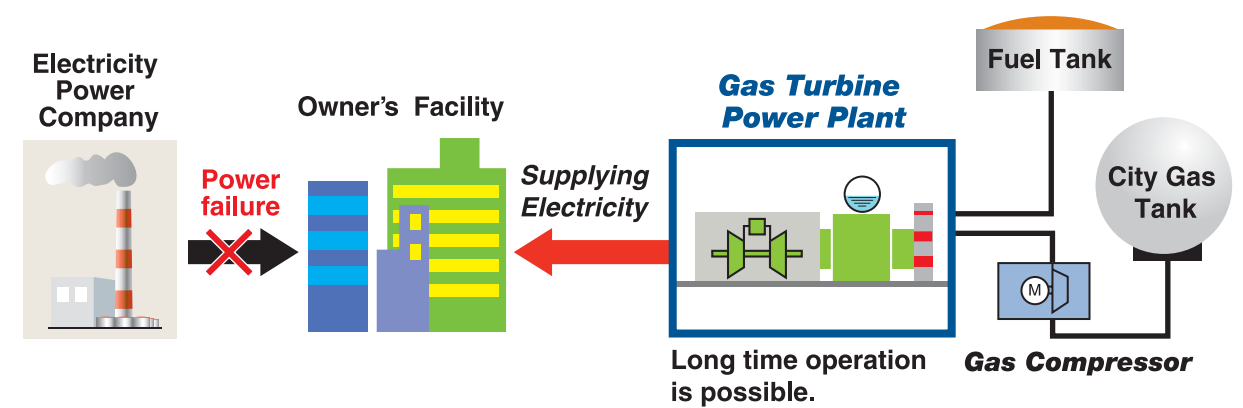 Electricity
Power
Company
Power
failure
Owner's Facility
Supplying
Electricity
Gas Turbine
Power Plant
Long time operation
is possible.
Fuel Tank
City Gas
Tank
M
Gas Compressor